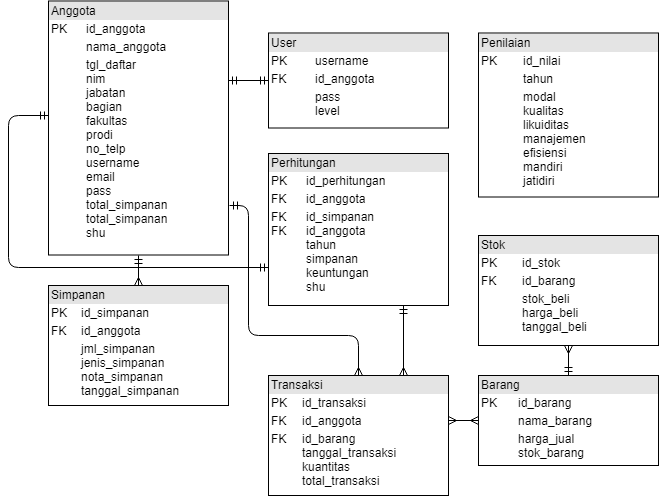 Anggota
PK id_anggota
nama_anggota
tgl_daftar
nim
jabatan
bagian
fakultas
prodi
no_telp
username
email
pass
total_simpanan
total_simpanan
shu
User
PK username
FK id_anggota
pass
level
Penilaian
PK id_nilai
tahun
modal
kualitas
likuiditas
manajemen
efisiensi
mandiri
jatidiri
Perhitungan
PK id_perhitungan
FK id_anggota
FK id_simpanan
FK id_anggota
tahun
simpanan
keuntungan
shu
Stok
PK id_stok
FK id_barang
stok_beli
harga_beli
tanggal_beli
Simpanan
PK id_simpanan
FK id_anggota
jml_simpanan
jenis_simpanan
nota_simpanan
tanggal_simpanan
Transaksi
PK id_transaksi
FK id_anggota
FK id_barang
tanggal_transaksi
kuantitas
total_transaksi
Barang
PK id_barang
nama_barang
harga_jual
stok_barang